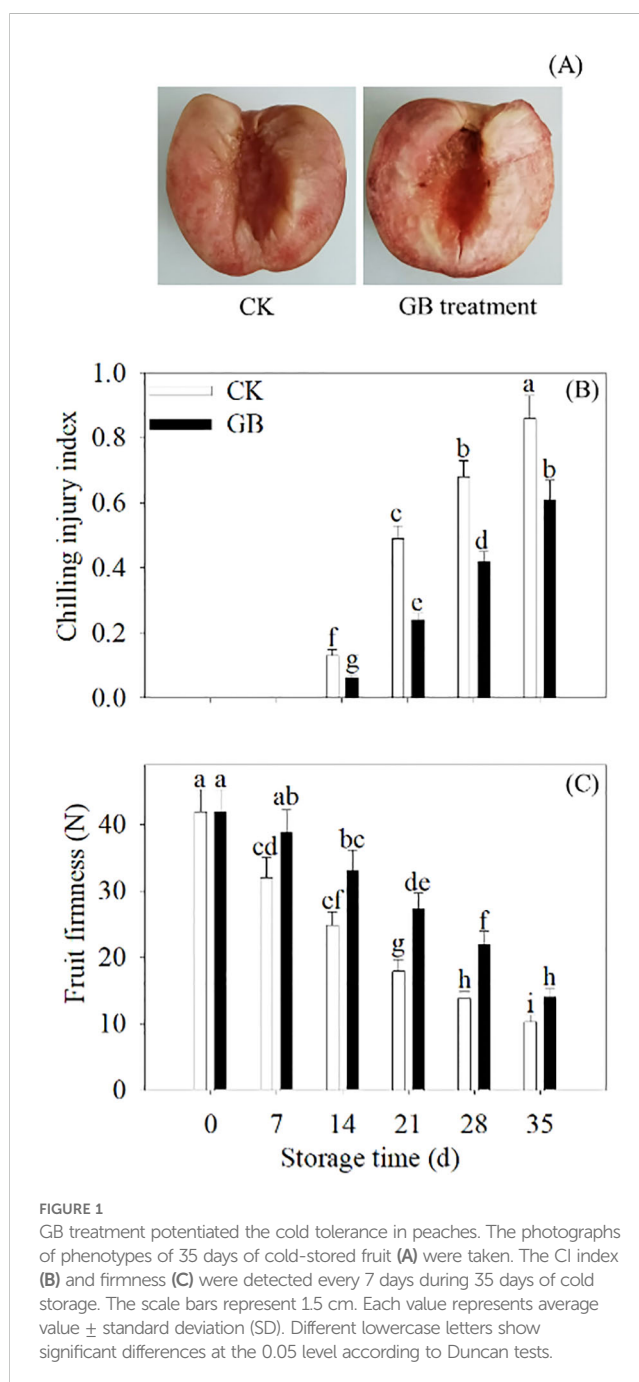 (A)
CK GB treatment
1.0
(B)
CK
GB
0.8
0.6
0.4
0.2
0.0
Chilling injury index
f g c e b d a b
(C)
40
30
20
10
0
Fruit firmness (N)
a a cd ab ef bc g de h f i h
0 7 14 21 28 35
Storage time (d)
FIGURE 1
GB treatment potentiated the cold tolerance in peaches. The photographs
of phenotypes of 35 days of cold-stored fruit (A) were taken. The CI index
(B) and firmness (C) were detected every 7 days during 35 days of cold
storage. The scale bars represent 1.5 cm. Each value represents average
value ± standard deviation (SD). Different lowercase letters show
significant differences at the 0.05 level according to Duncan tests.